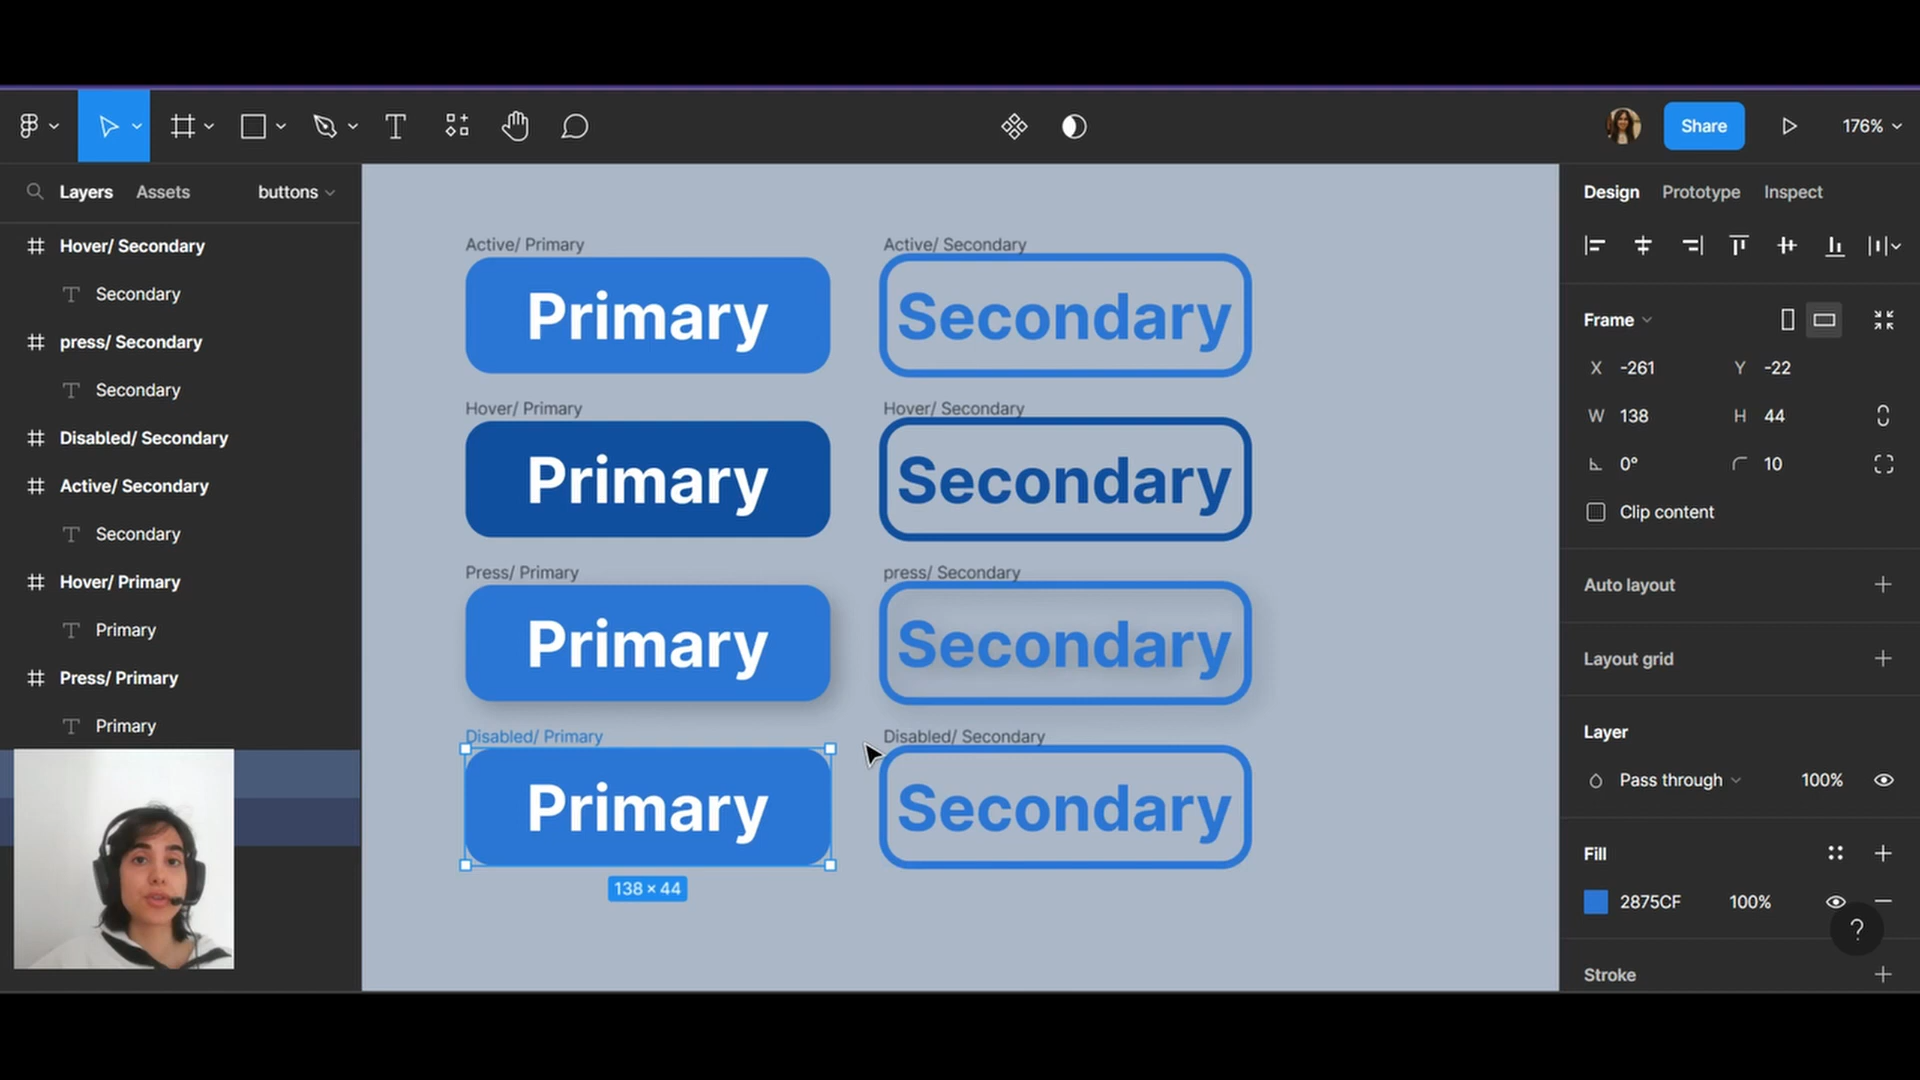 Share
176%
Layers
Assets
buttons
Hover/ Secondary
Secondary
press/ Secondary
Secondary
Disabled/ Secondary
Active/ Secondary
Secondary
Hover/ Primary
Primary
Press/ Primary
Primary
Active/ Primary
Primary
Active/ Secondary
Secondary
Hover/ Primary
Primary
Hover/ Secondary
Secondary
Press/ Primary
Primary
press/ Secondary
Secondary
Disabled/ Primary
Primary
138 × 44
Disabled/ Secondary
Secondary
Design
Prototype
Inspect
Frame
X -261
Y -22
W 138
H 44
0°
10
Clip content
Auto layout
Layout grid
Layer
Pass through
100%
Fill
2875CF
100%
?
Stroke